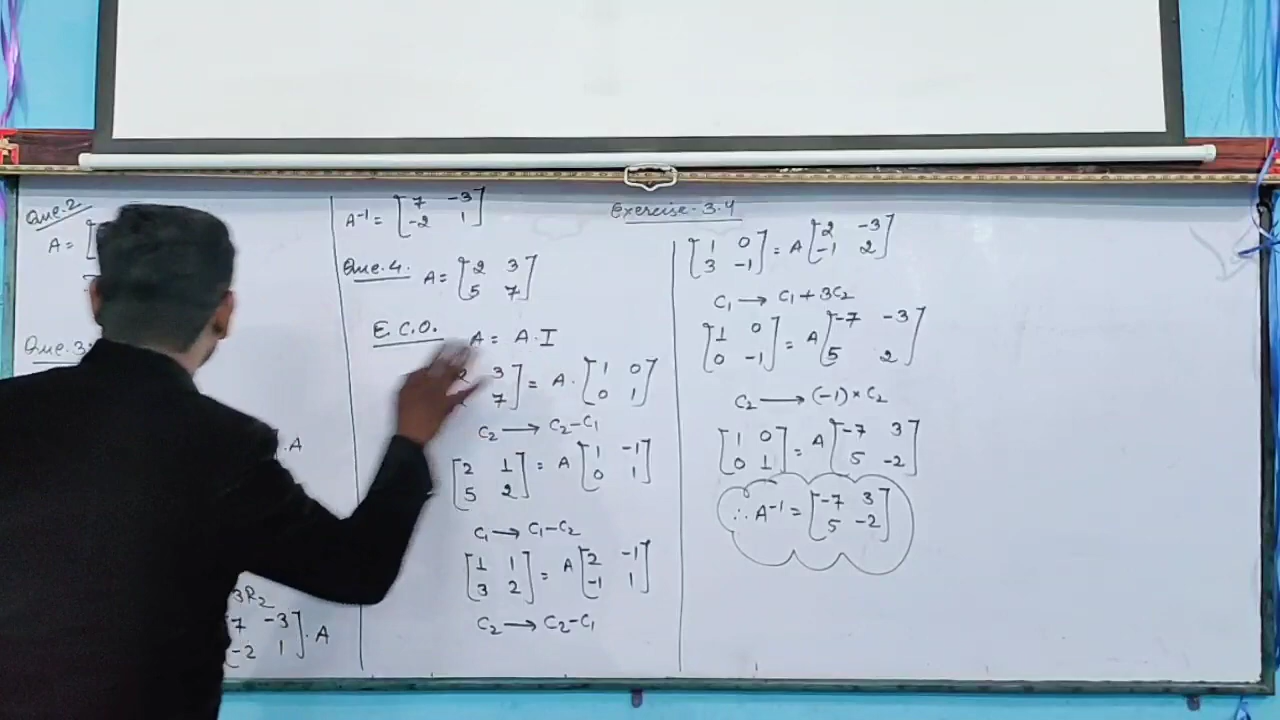 Exercise-3.4
Que.2
A = [
Que.3
]. A
3R₂
7 -3
-2 1 ]. A
A⁻¹ = [ 7 -3
-2 1 ]
Que.4. A = [ 2 3
5 7 ]
E.C.O. A = A.I
2 3
7 ] = A. [ 1 0
0 1 ]
C₂ → C₂-C₁
[ 2 1
5 2 ] = A [ 1 -1
0 1 ]
C₁ → C₁-C₂
[ 1 1
3 2 ] = A [ 2 -1
-1 1 ]
C₂ → C₂-C₁
[ 1 0
3 -1 ] = A [ 2 -3
-1 2 ]
C₁ → C₁ + 3C₂
[ 1 0
0 -1 ] = A [ -7 -3
5 2 ]
C₂ → (-1) × C₂
[ 1 0
0 1 ] = A [ -7 3
5 -2 ]
∴ A⁻¹ = [ -7 3
5 -2 ]